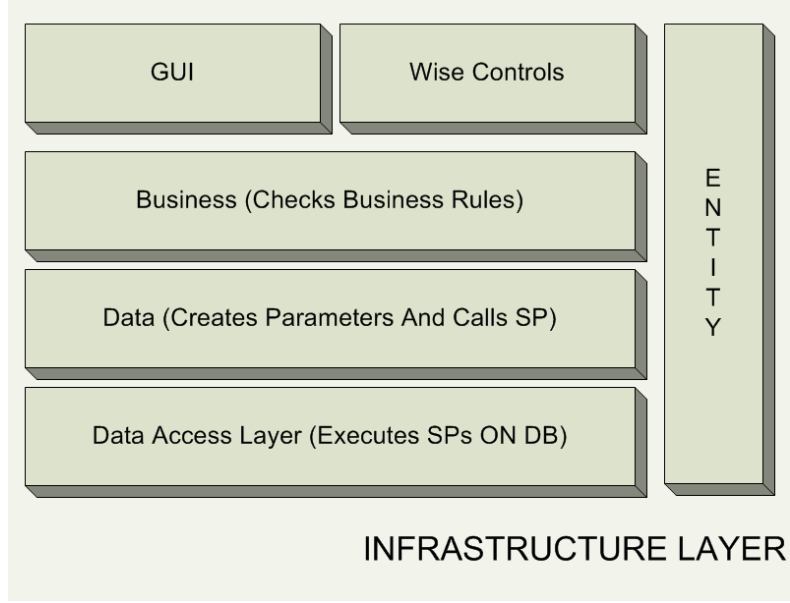 GUI
Wise Controls
Business (Checks Business Rules)
Data (Creates Parameters And Calls SP)
Data Access Layer (Executes SPs ON DB)
E
N
T
I
T
Y
INFRASTRUCTURE LAYER